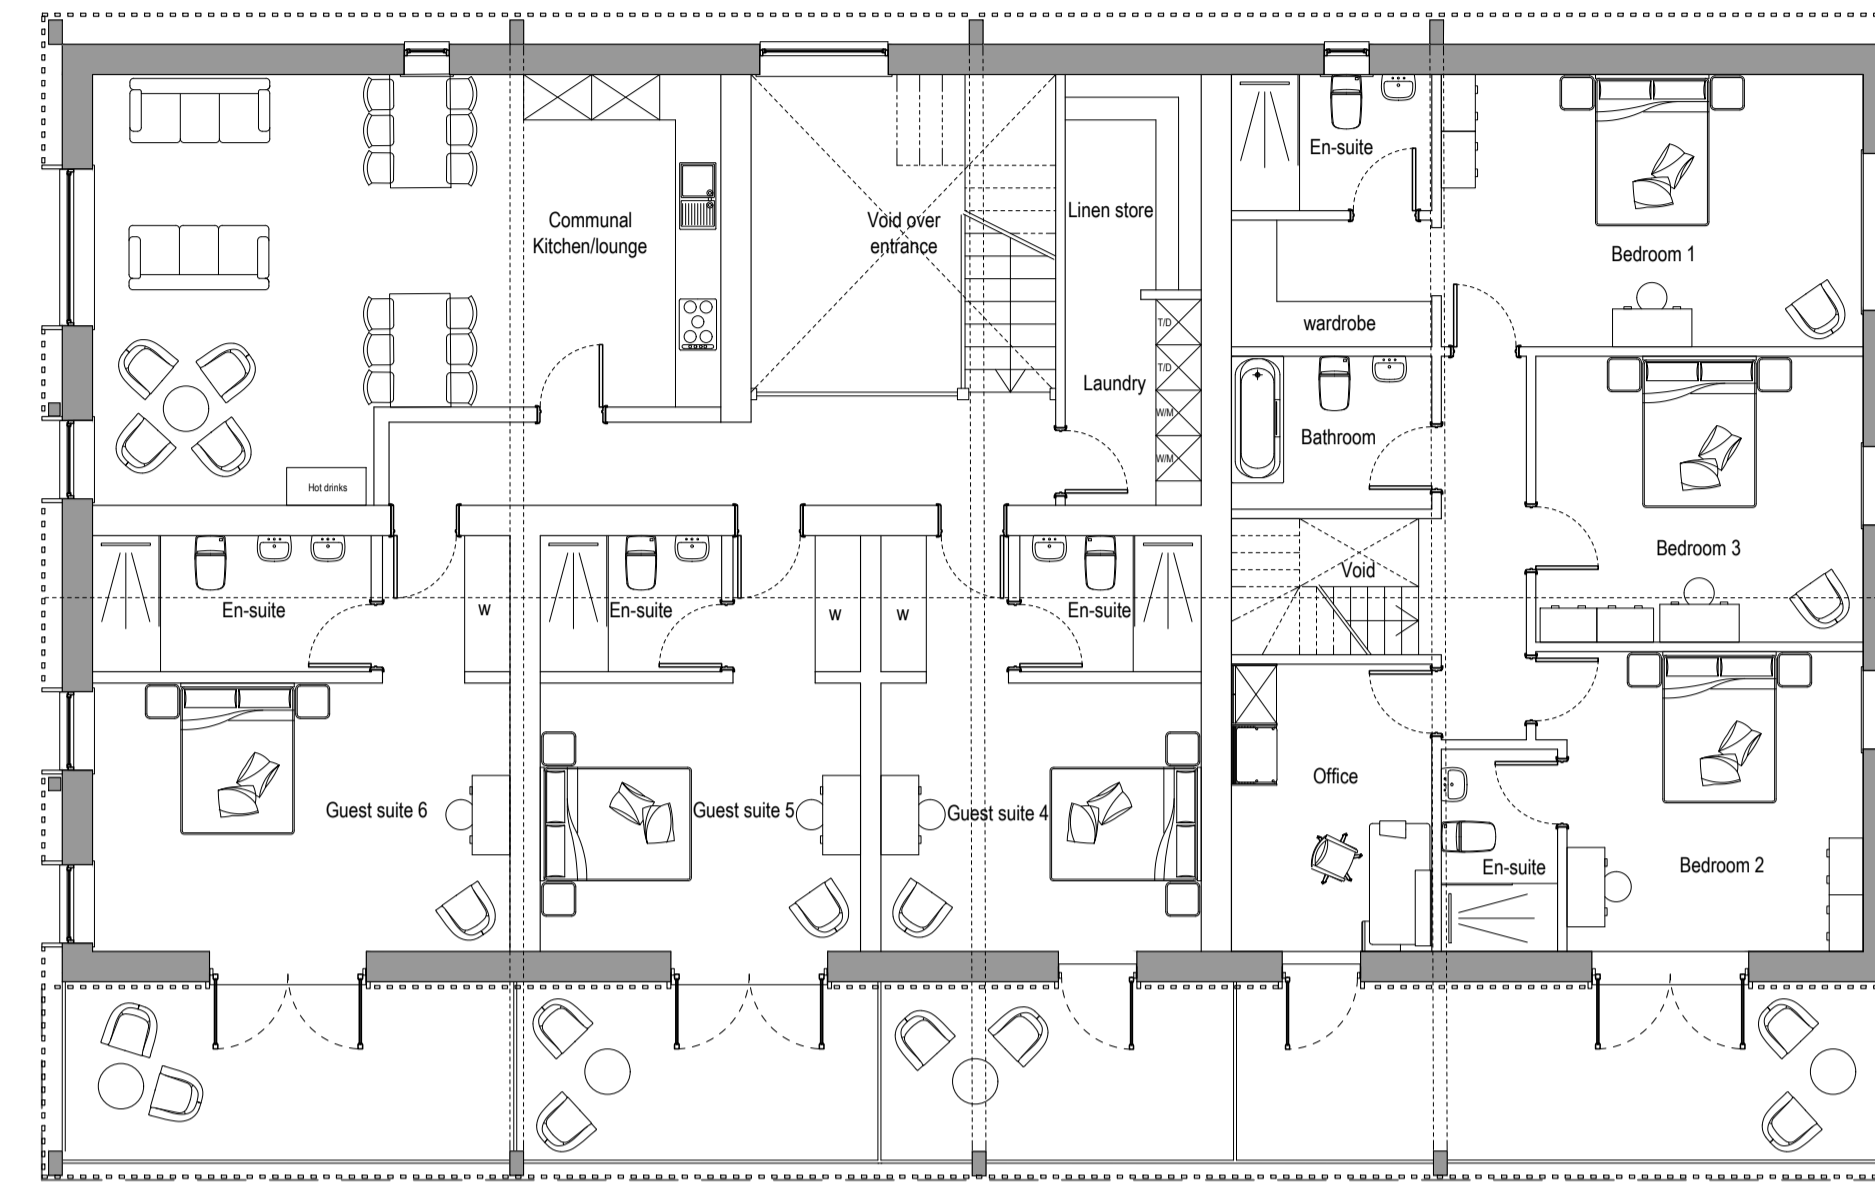 En-suite
Communal
Kitchen/lounge
Void over
entrance
Linen store
Bedroom 1
wardrobe
T/D
T/D
Laundry
W/M
W/M
Bathroom
Hot drinks
Bedroom 3
Void
En-suite
W
En-suite
W
W
En-suite
Office
Guest suite 6
Guest suite 5
Guest suite 4
En-suite
Bedroom 2